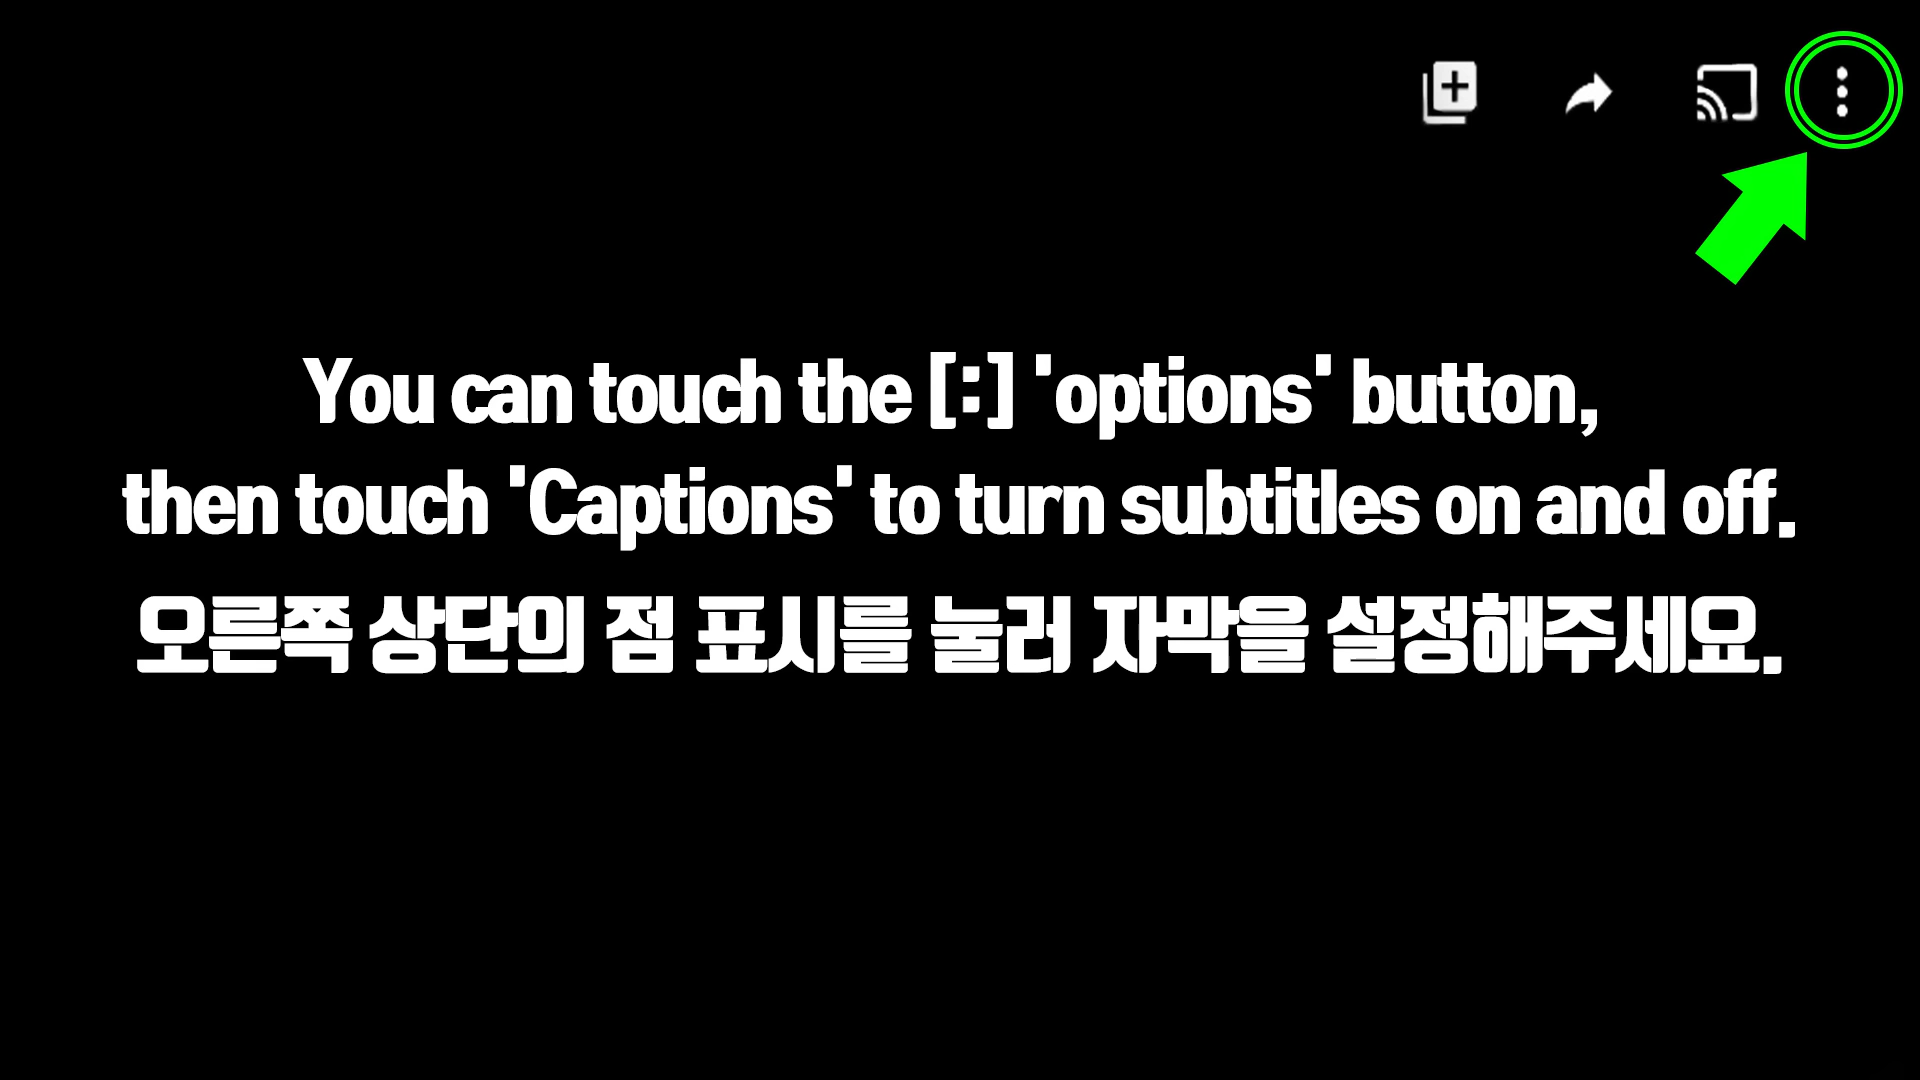 You can touch the [:] 'options' button,
then touch 'Captions' to turn subtitles on and off.
오른쪽 상단의 점 표시를 눌러 자막을 설정해주세요.